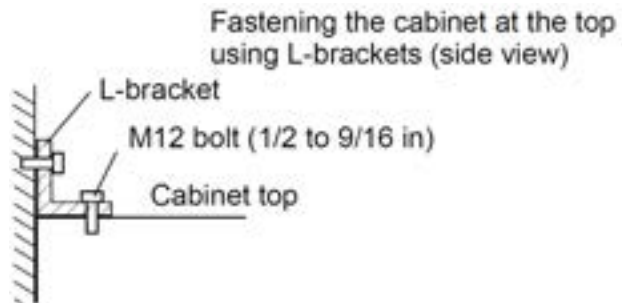 Fastening the cabinet at the top
using L-brackets (side view)
L-bracket
M12 bolt (1/2 to 9/16 in)
Cabinet top